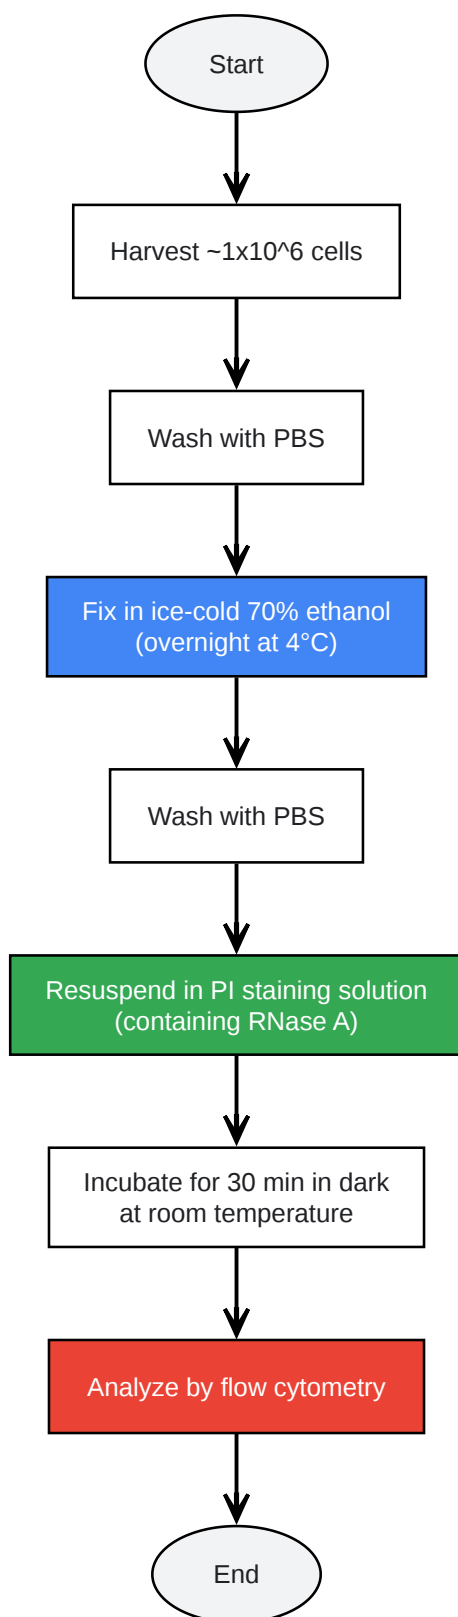 Start
Harvest ~1x10^6 cells
Wash with PBS
Fix in ice-cold 70% ethanol
(overnight at 4°C)
Wash with PBS
Resuspend in PI staining solution
(containing RNase A)
Incubate for 30 min in dark
at room temperature
Analyze by flow cytometry
End